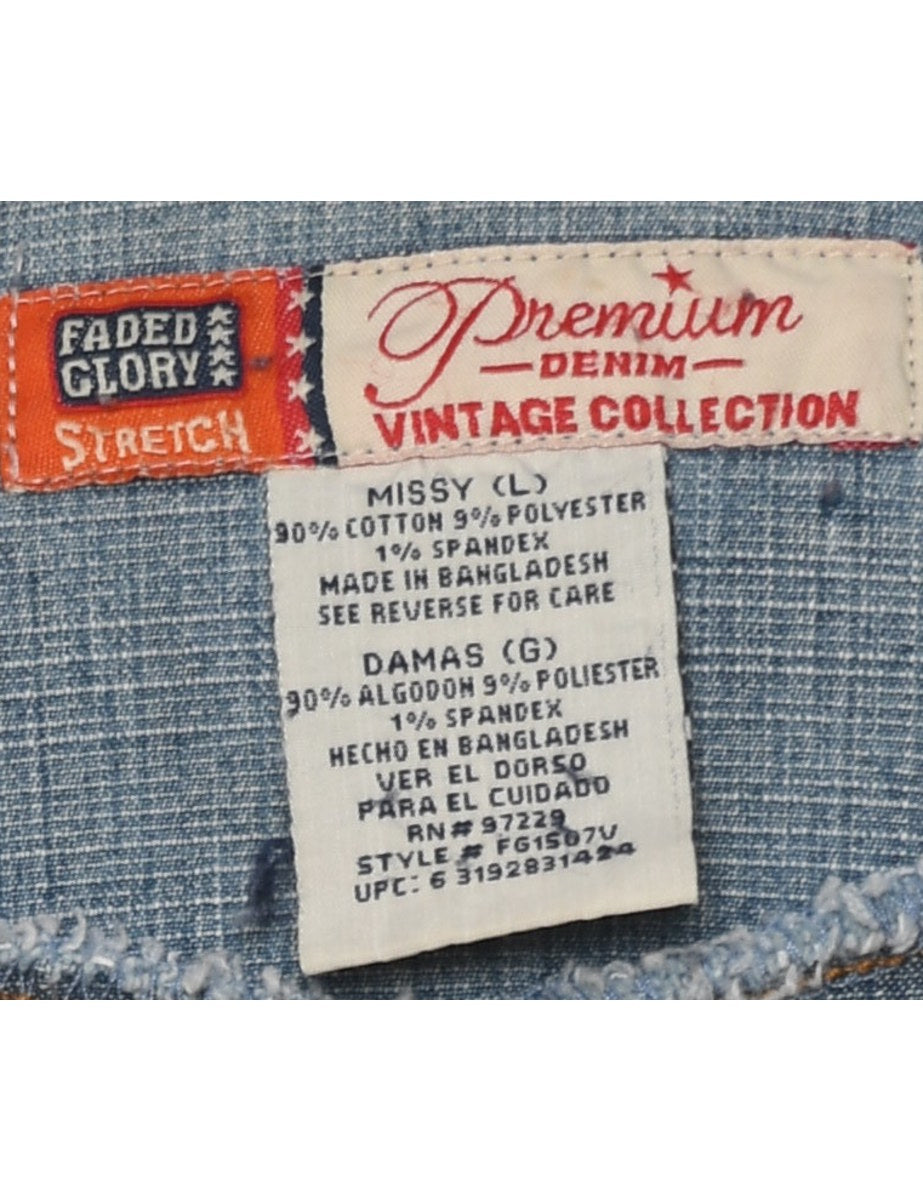 FADED
GLORY
STRETCH
Premium
DENIM
VINTAGE COLLECTION
MISSY (L)
90% COTTON 9% POLYESTER
1% SPANDEX
MADE IN BANGLADESH
SEE REVERSE FOR CARE
DAMAS (G)
90% ALGODON 9% POLIESTER
1% SPANDEX
HECHO EN BANGLADESH
VER EL DORSO
PARA EL CUIDADO
RN# 97229
STYLE # FG1507V
UPC: 6 3192831424